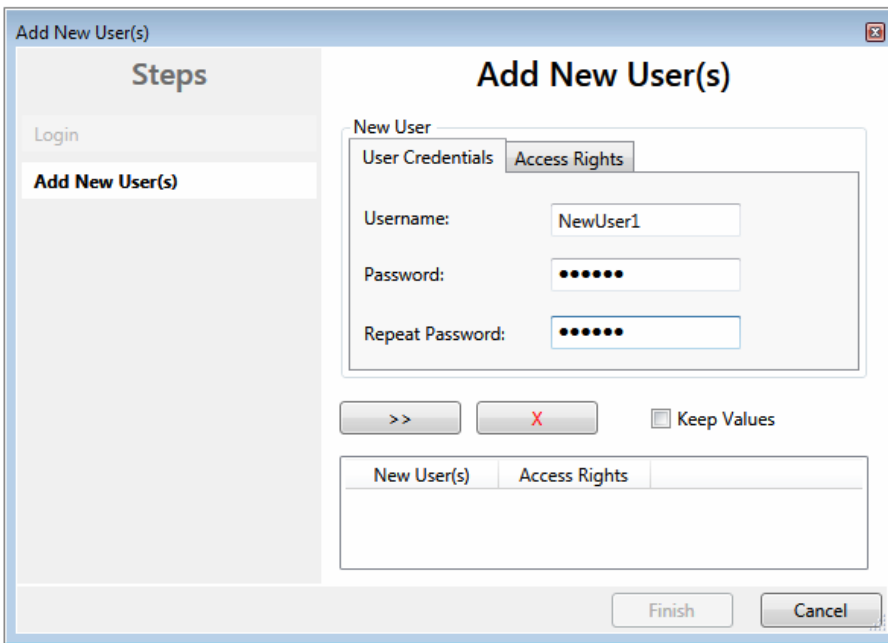 Add New User(s)
Steps
Login
Add New User(s)
Add New User(s)
New User
User Credentials Access Rights
Username: NewUser1
Password: ••••••
Repeat Password: ••••••
>> X Keep Values
New User(s) Access Rights
Finish Cancel